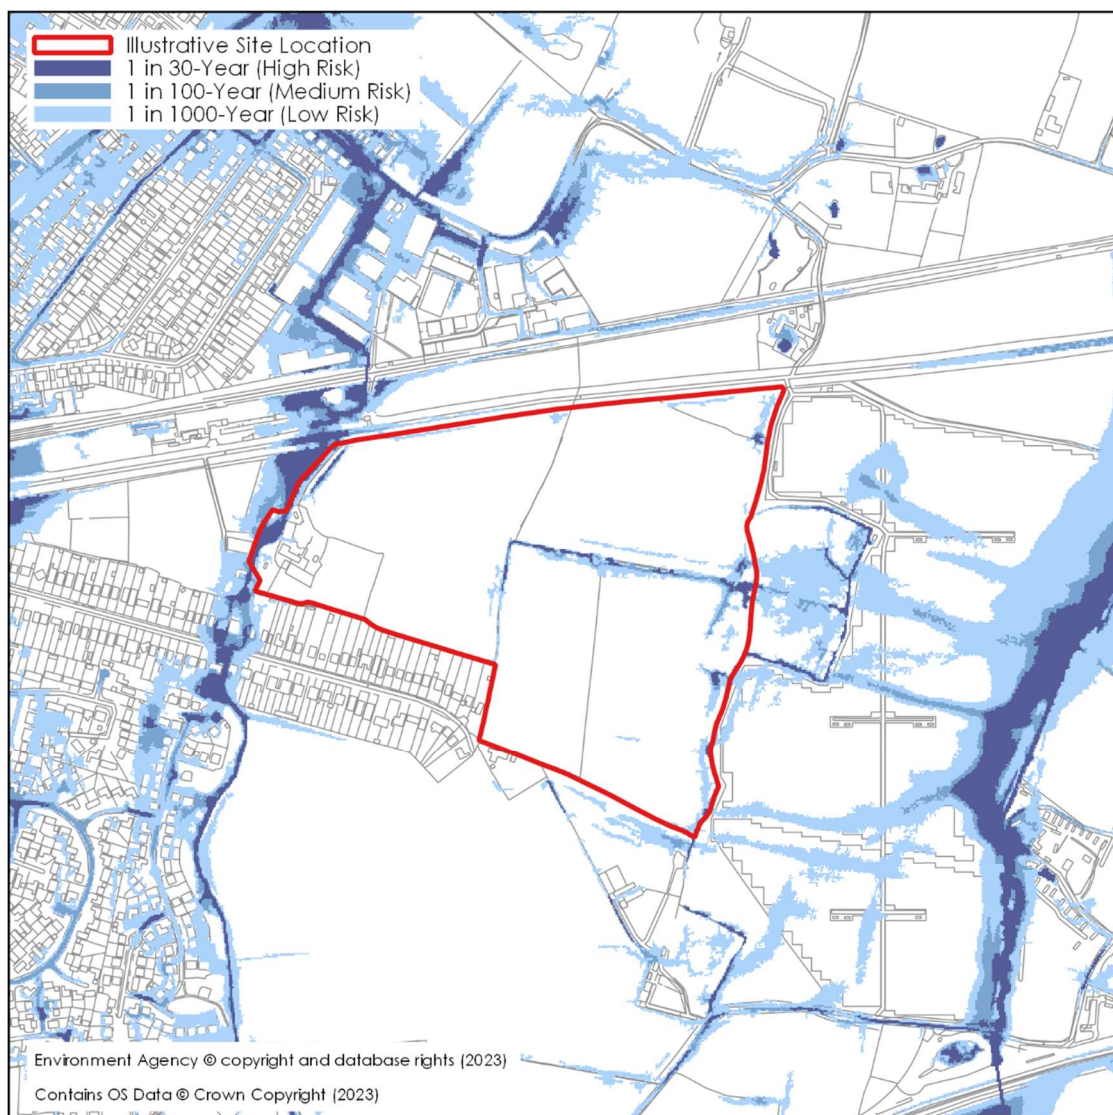 Illustrative Site Location
1 in 30-Year (High Risk)
1 in 100-Year (Medium Risk)
1 in 1000-Year (Low Risk)
Environment Agency © copyright and database rights (2023)
Contains OS Data © Crown Copyright (2023)